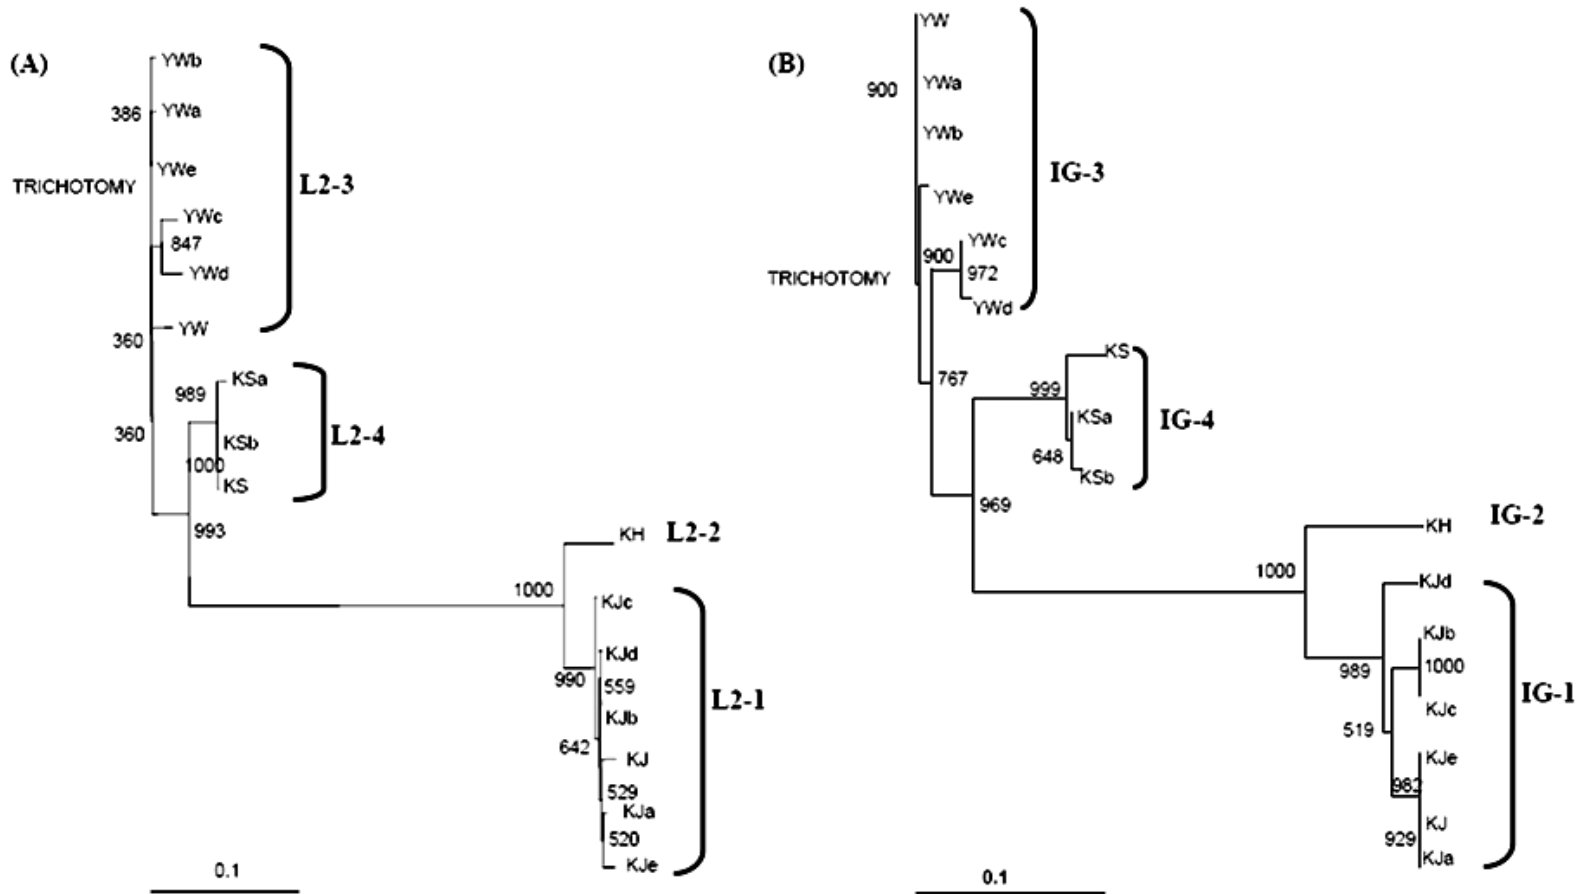 (A)
YWb
386
YWa
YWe
TRICHOTOMY
L2-3
YWc
847
YWd
YW
360
KSa
989
360
KSb
L2-4
1000
KS
993
KH
L2-2
1000
KJc
KJd
990
559
L2-1
KJb
642
KJ
529
KJa
520
KJe
0.1
(B)
YW
900
YWa
YWb
IG-3
YWe
YWc
900
972
TRICHOTOMY
YWd
KS
767
999
KSa
IG-4
648
KSb
969
KH
IG-2
1000
KJd
KJb
1000
989
IG-1
KJc
519
KJe
982
KJ
929
KJa
0.1